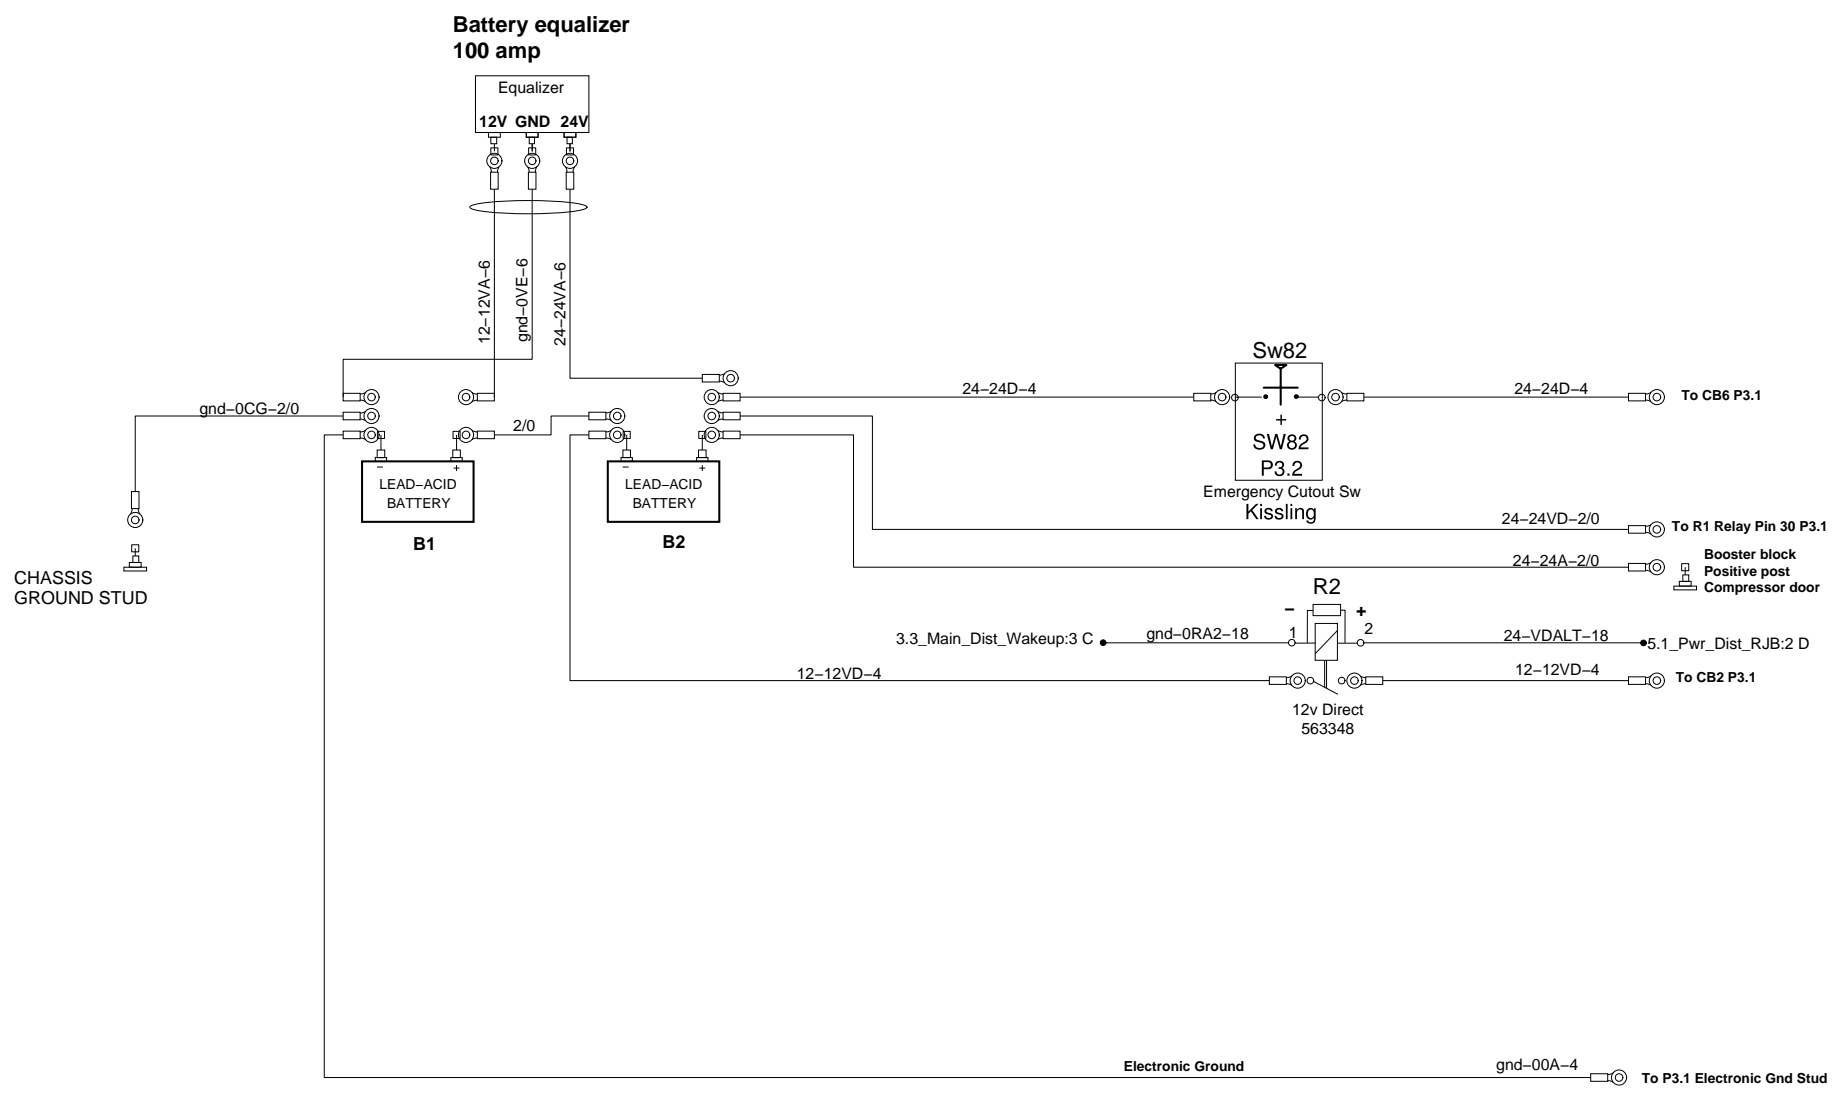 Battery equalizer
100 amp
Equalizer
12V GND 24V
12–12VA–6
gnd–0VE–6
24–24VA–6
gnd–0CG–2/0
2/0
–
+
LEAD–ACID
BATTERY
B1
–
+
LEAD–ACID
BATTERY
B2
CHASSIS
GROUND STUD
24–24D–4
Sw82
+
SW82
P3.2
Emergency Cutout Sw
Kissling
24–24D–4
To CB6 P3.1
24–24VD–2/0
To R1 Relay Pin 30 P3.1
24–24A–2/0
Booster block
Positive post
Compressor door
R2
– +
3.3_Main_Dist_Wakeup:3 C
gnd–0RA2–18
1 2
24–VDALT–18
5.1_Pwr_Dist_RJB:2 D
12–12VD–4
12–12VD–4
To CB2 P3.1
12v Direct
563348
Electronic Ground
gnd–00A–4
To P3.1 Electronic Gnd Stud